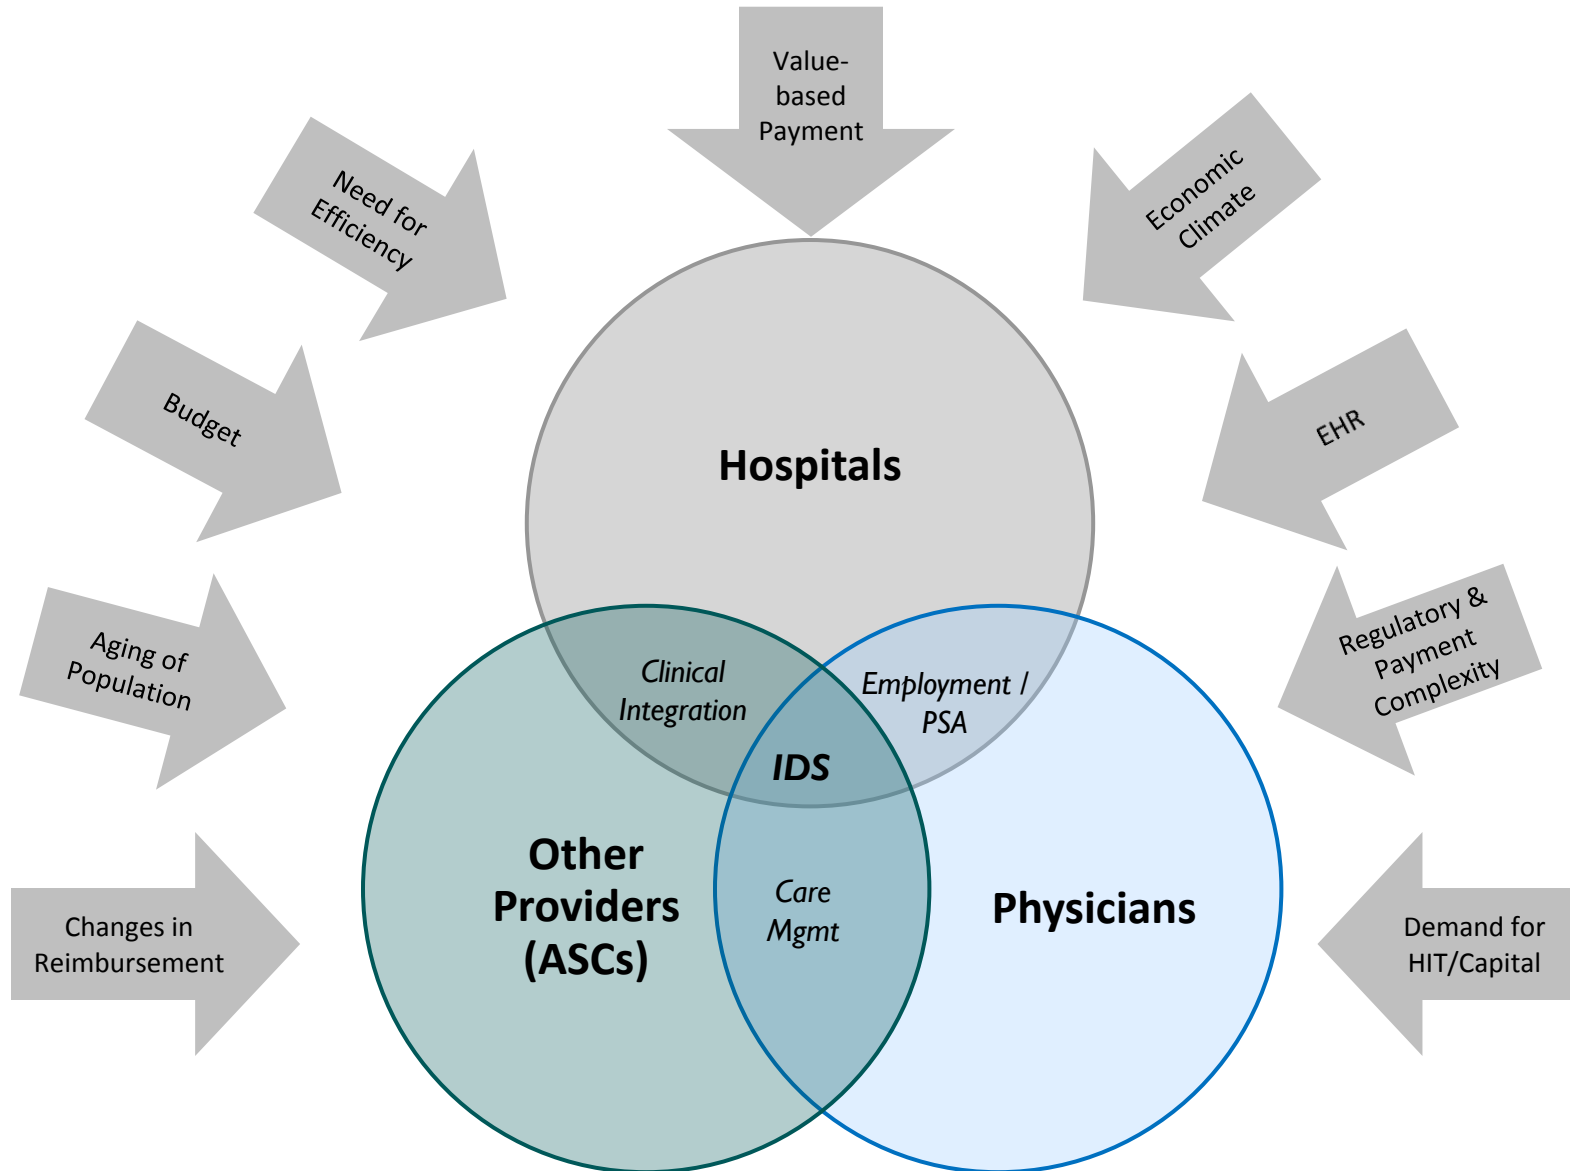 Value-
based
Payment
Need for
Efficiency
Economic
Climate
Budget
EHR
Hospitals
Aging of
Population
Regulatory &
Payment
Complexity
Clinical
Integration
Employment /
PSA
IDS
Other
Providers
(ASCs)
Care
Mgmt
Physicians
Changes in
Reimbursement
Demand for
HIT/Capital